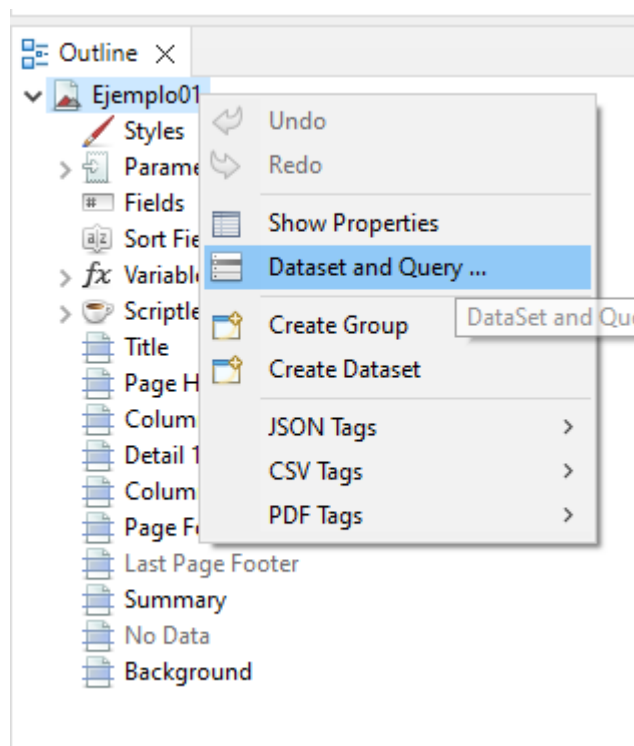 Outline
Ejemplo01
Styles
Parame
Fields
Sort Fie
fx Variabl
Scriptle
Title
Page H
Colum
Detail 1
Colum
Page F
Last Page Footer
Summary
No Data
Background
Undo
Redo
Show Properties
Dataset and Query ...
Create Group
Create Dataset
JSON Tags
CSV Tags
PDF Tags
DataSet and Qu